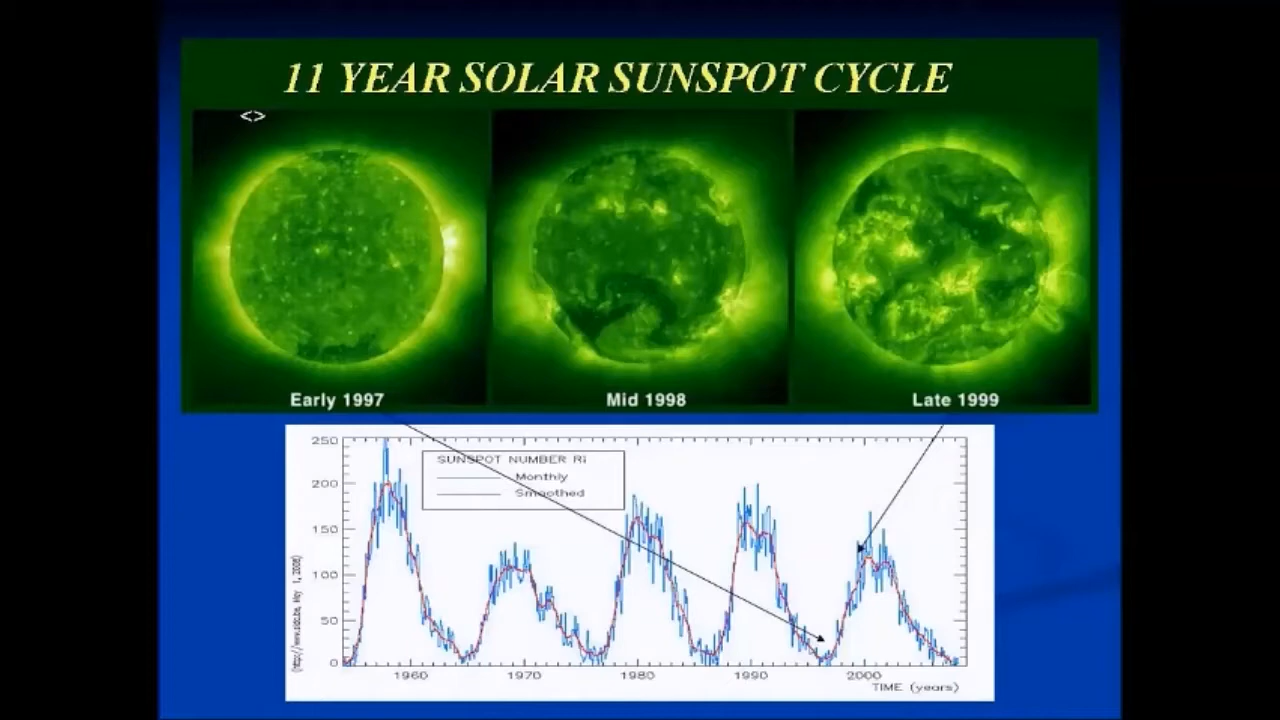 11 YEAR SOLAR SUNSPOT CYCLE
<>
Early 1997
Mid 1998
Late 1999
SUNSPOT NUMBER Ri
Monthly
Smoothed
250
200
150
100
50
0
1960 1970 1980 1990 2000
TIME (years)